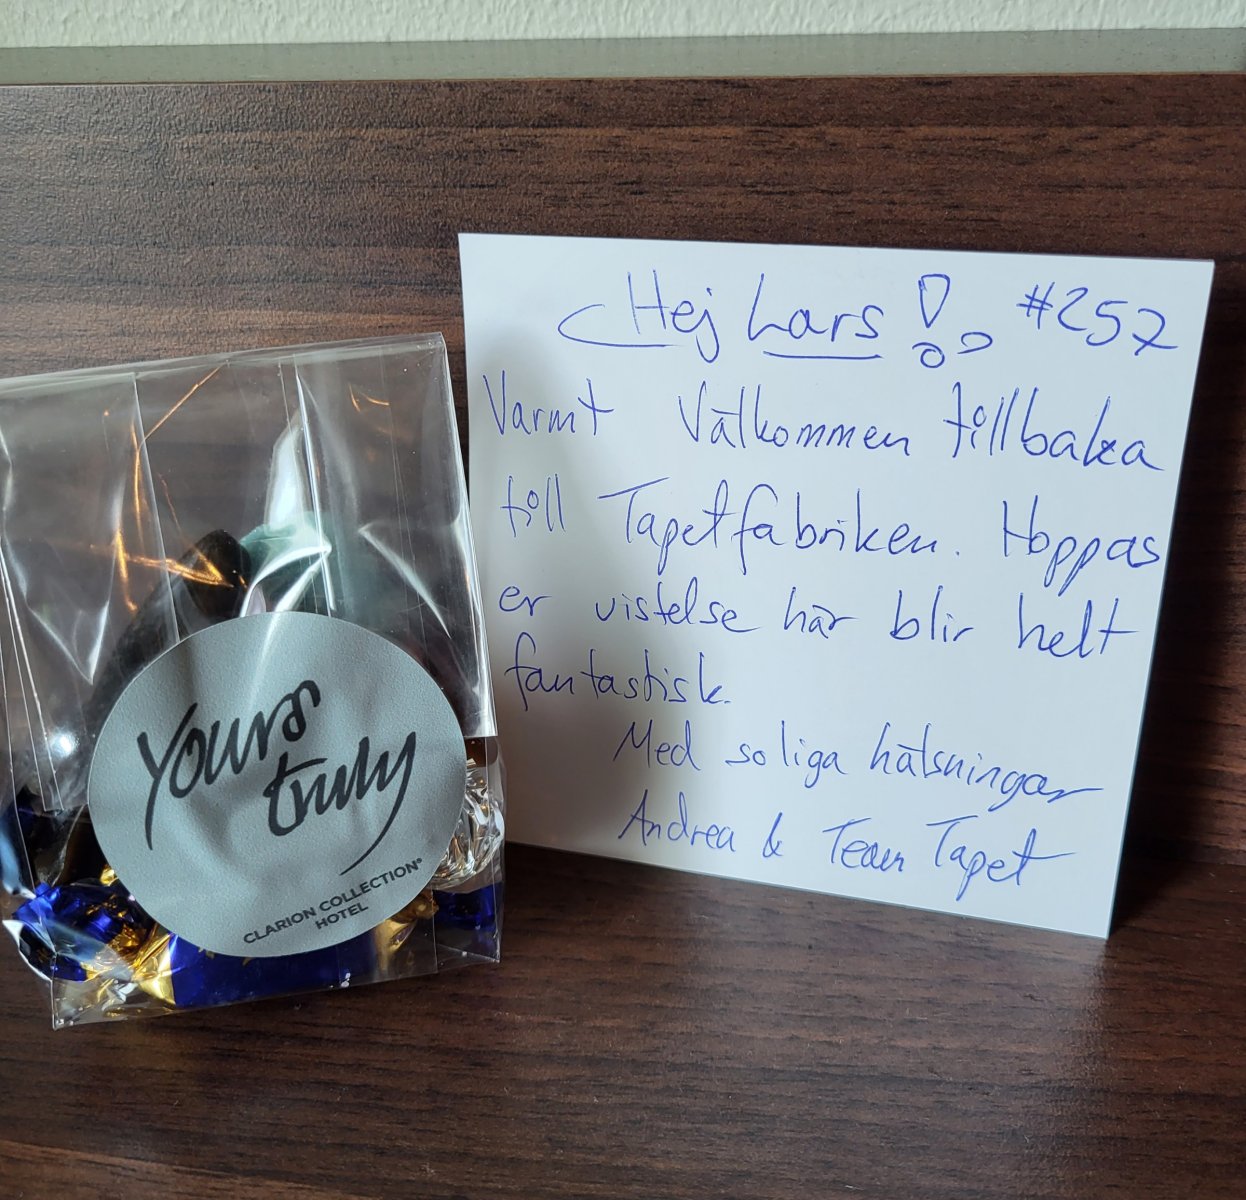 Hej Lars! #257
Varmt Välkommen tillbaka
till Tapetfabriken. Hoppas
er vistelse här blir helt
fantastisk.
Med soliga hälsningar
Andrea & Team Tapet
Yours
truly
CLARION COLLECTION®
HOTEL